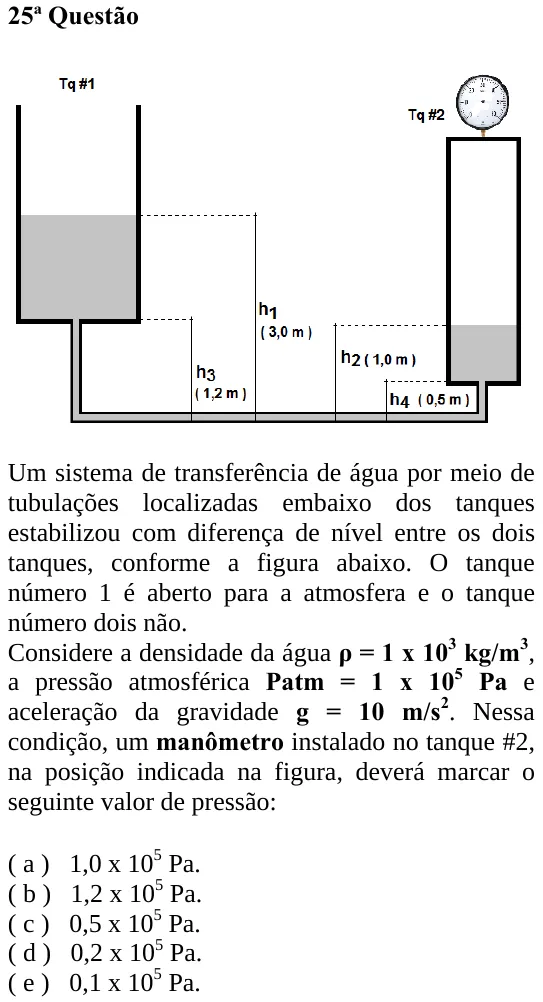 25ª Questão
Tq #1
Tq #2
h1
( 3,0 m )
h2 ( 1,0 m )
h3
( 1,2 m )
h4 ( 0,5 m )
Um sistema de transferência de água por meio de
tubulações localizadas embaixo dos tanques
estabilizou com diferença de nível entre os dois
tanques, conforme a figura abaixo. O tanque
número 1 é aberto para a atmosfera e o tanque
número dois não.
Considere a densidade da água ρ = 1 x 10³ kg/m³,
a pressão atmosférica Patm = 1 x 10⁵ Pa e
aceleração da gravidade g = 10 m/s². Nessa
condição, um manômetro instalado no tanque #2,
na posição indicada na figura, deverá marcar o
seguinte valor de pressão:
( a ) 1,0 x 10⁵ Pa.
( b ) 1,2 x 10⁵ Pa.
( c ) 0,5 x 10⁵ Pa.
( d ) 0,2 x 10⁵ Pa.
( e ) 0,1 x 10⁵ Pa.